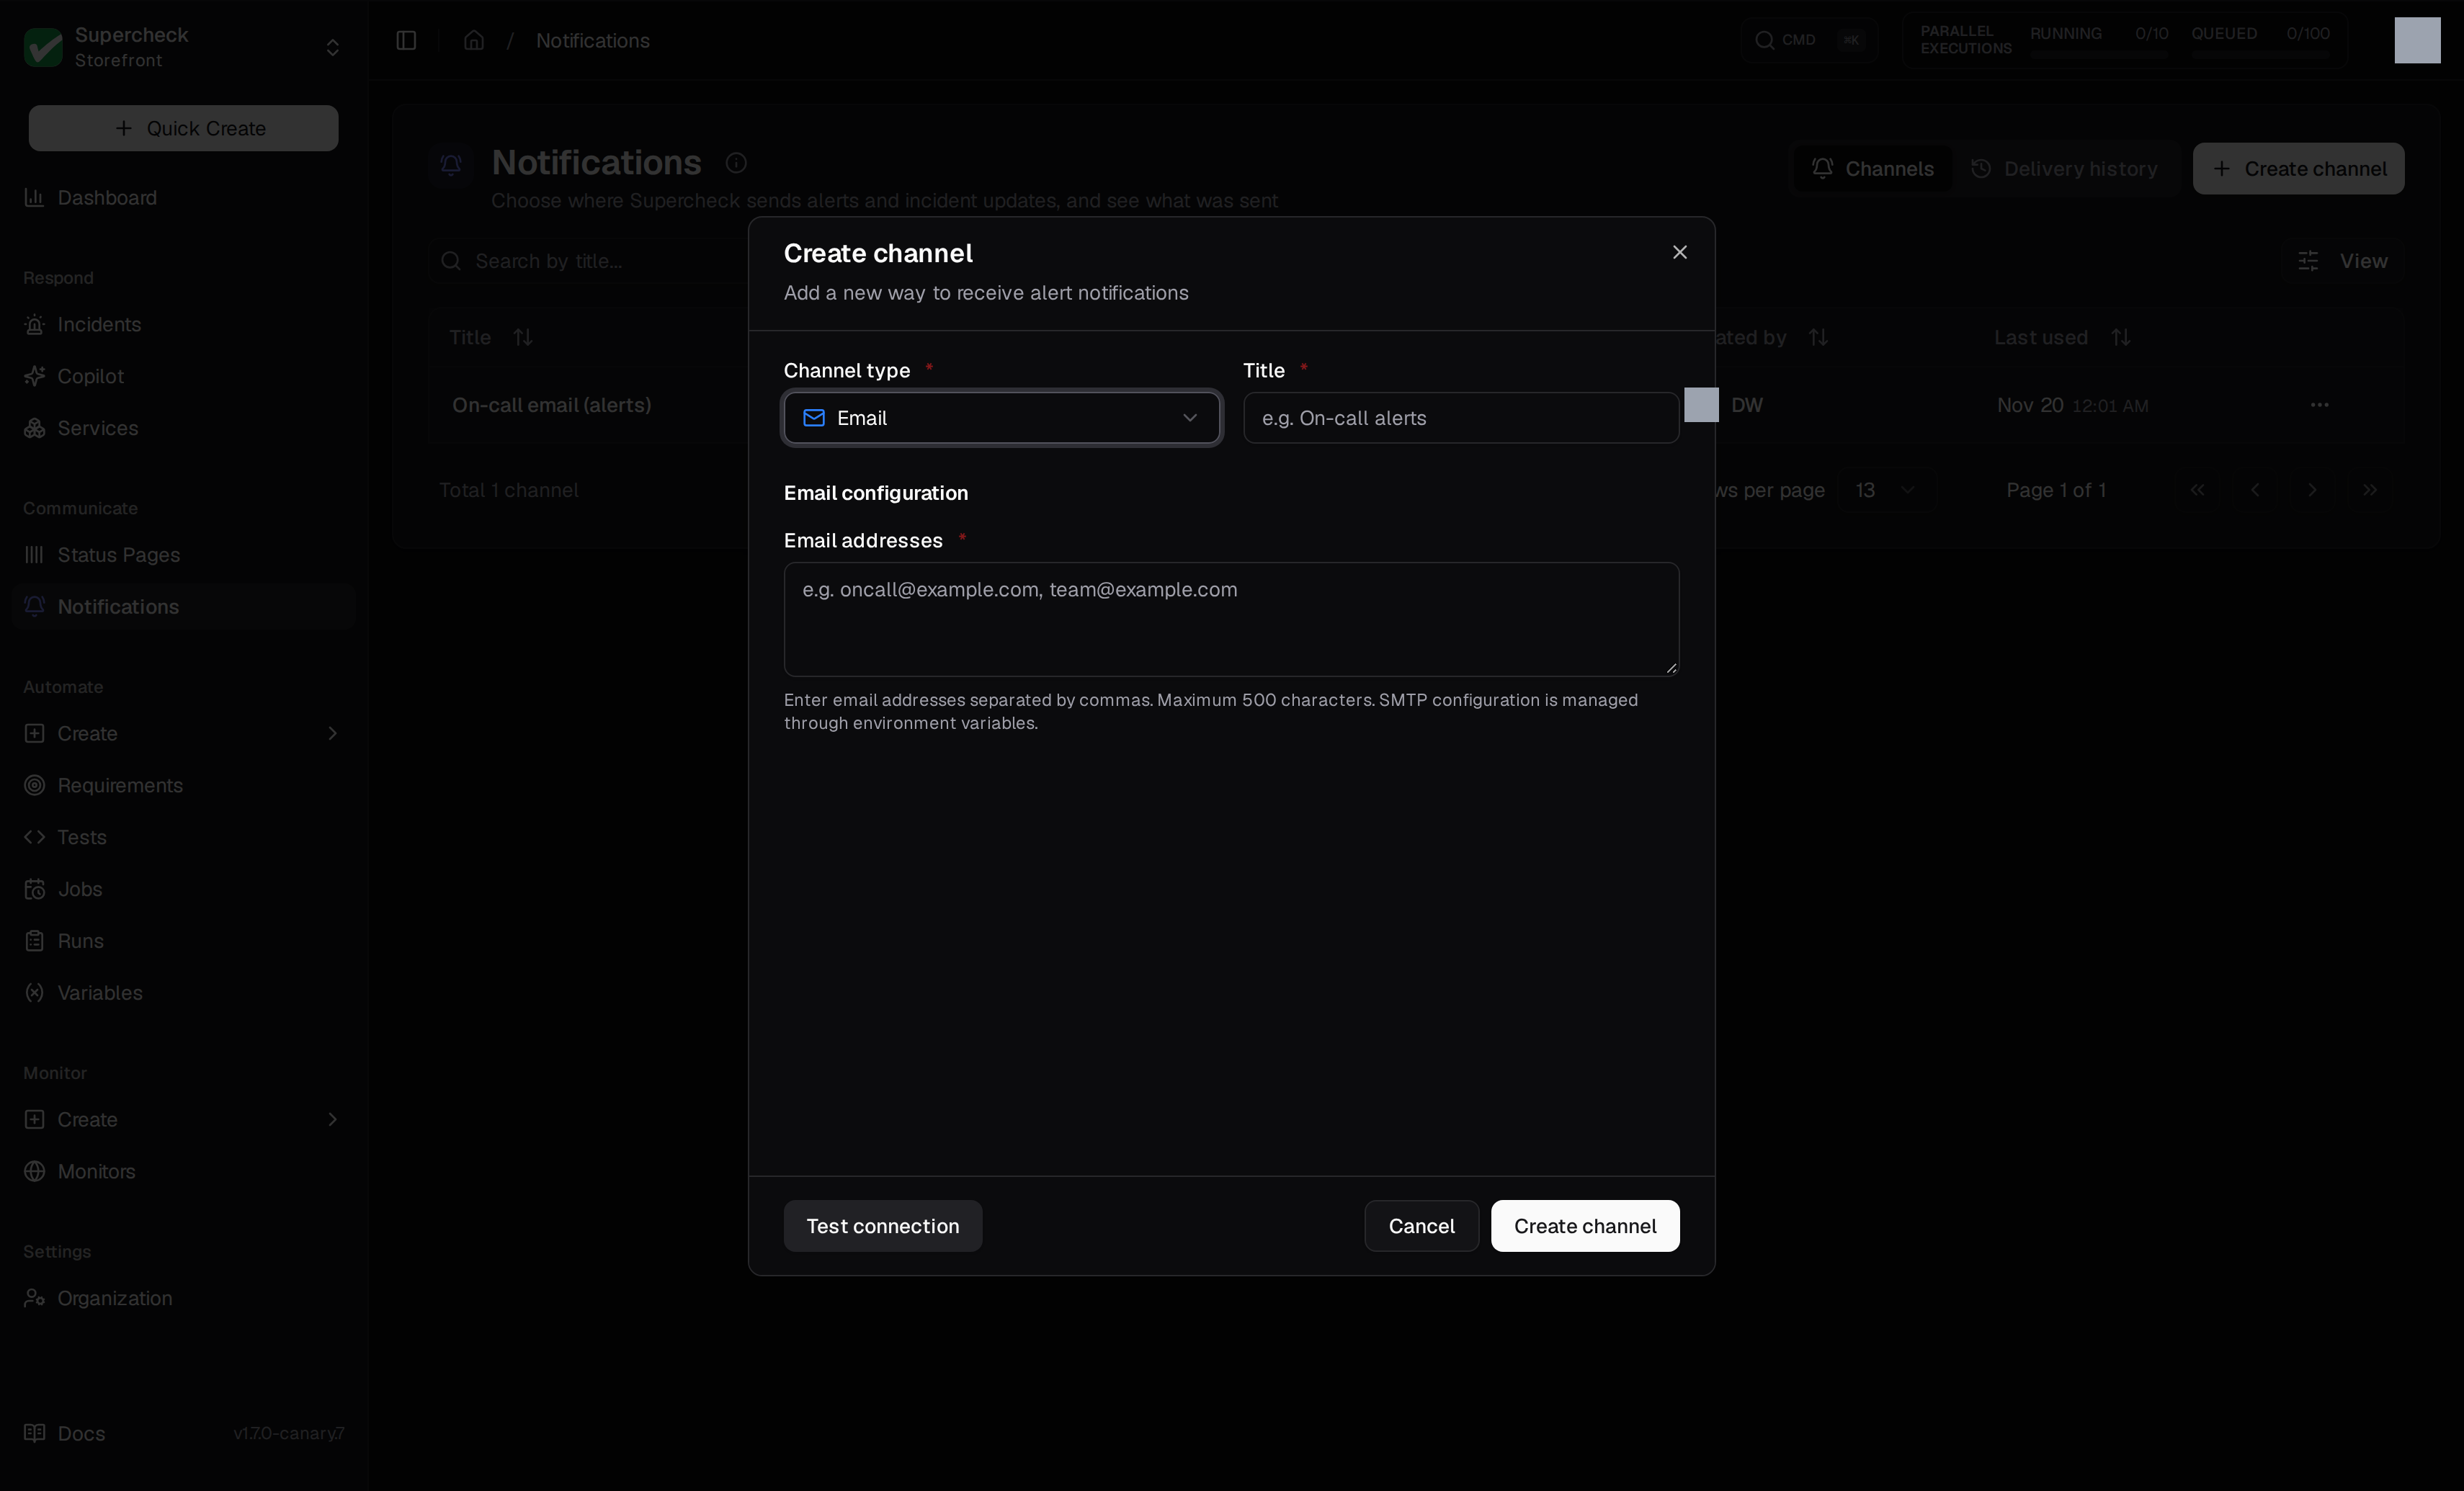 Supercheck
Storefront
Quick Create
Dashboard
Respond
Incidents
Copilot
Services
Communicate
Status Pages
Notifications
Automate
Create
Requirements
Tests
Jobs
Runs
Variables
Monitor
Create
Monitors
Settings
Organization
Docs v1.7.0-canary.7
/ Notifications
CMD ⌘K
PARALLEL
EXECUTIONS
RUNNING 0/10 QUEUED 0/100
Notifications
Choose where Supercheck sends alerts and incident updates, and see what was sent
Channels Delivery history Create channel
Search by title...
View
Title ated by Last used
On-call email (alerts) DW Nov 20 12:01 AM
Total 1 channel ws per page 13 Page 1 of 1
Create channel
Add a new way to receive alert notifications
Channel type * Title *
Email e.g. On-call alerts
Email configuration
Email addresses *
e.g. oncall@example.com, team@example.com
Enter email addresses separated by commas. Maximum 500 characters. SMTP configuration is managed
through environment variables.
Test connection Cancel Create channel